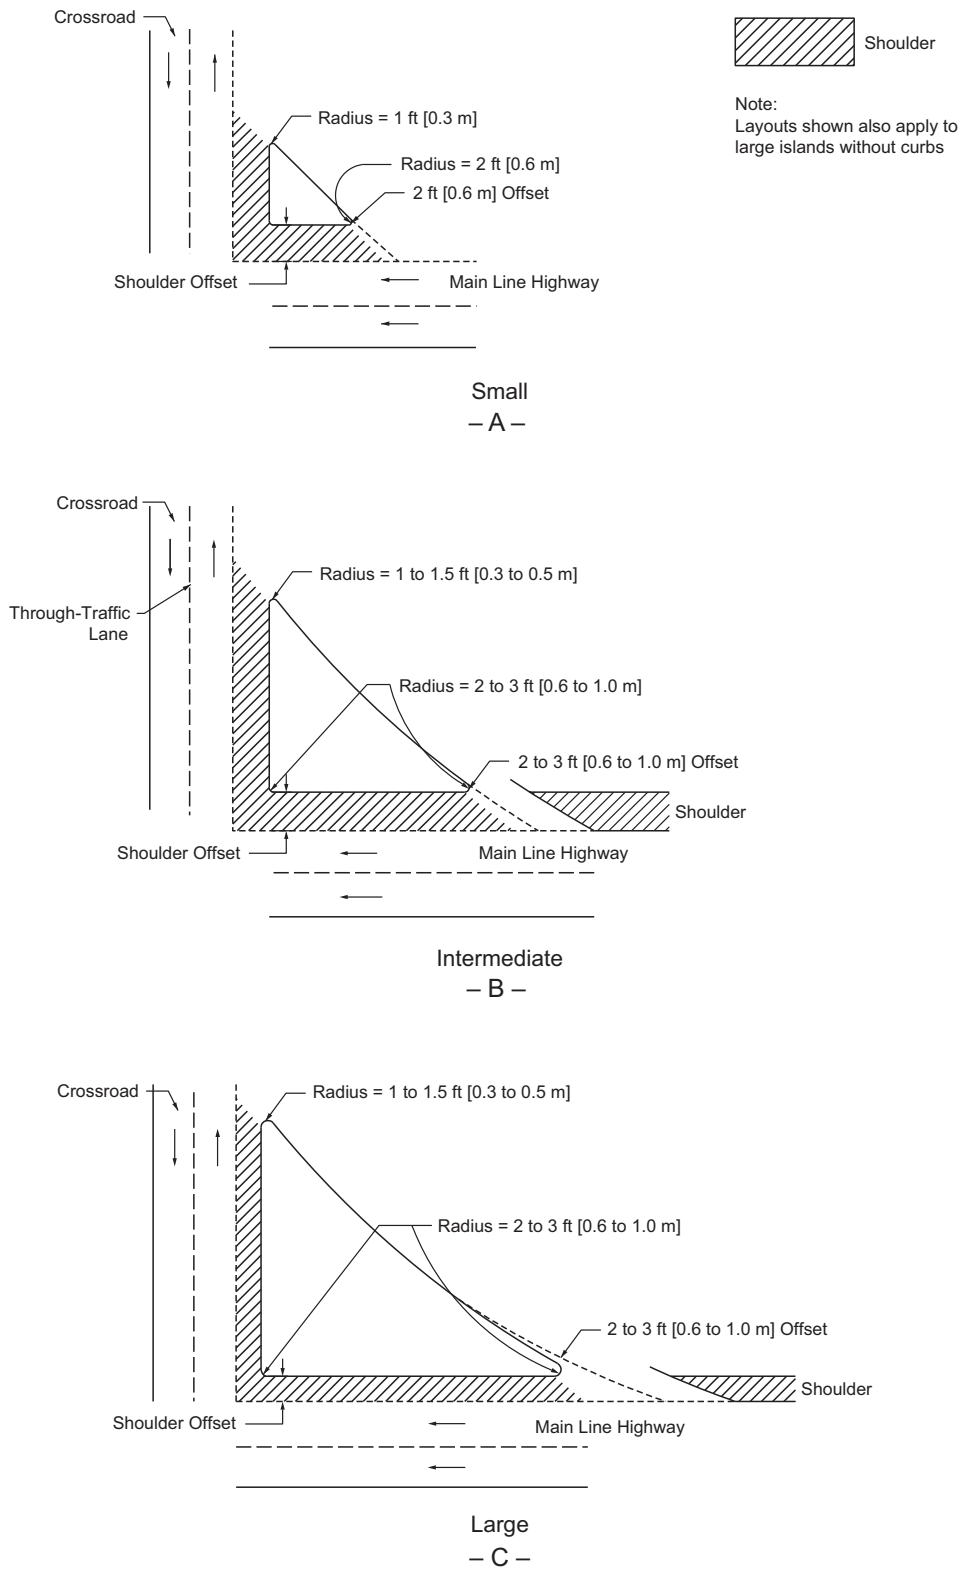 Crossroad
Shoulder
Note:
Layouts shown also apply to
large islands without curbs
Radius = 1 ft [0.3 m]
Radius = 2 ft [0.6 m]
2 ft [0.6 m] Offset
Shoulder Offset
Main Line Highway
Small
– A –
Crossroad
Radius = 1 to 1.5 ft [0.3 to 0.5 m]
Through-Traffic
Lane
Radius = 2 to 3 ft [0.6 to 1.0 m]
2 to 3 ft [0.6 to 1.0 m] Offset
Shoulder
Shoulder Offset
Main Line Highway
Intermediate
– B –
Crossroad
Radius = 1 to 1.5 ft [0.3 to 0.5 m]
Radius = 2 to 3 ft [0.6 to 1.0 m]
2 to 3 ft [0.6 to 1.0 m] Offset
Shoulder
Shoulder Offset
Main Line Highway
Large
– C –